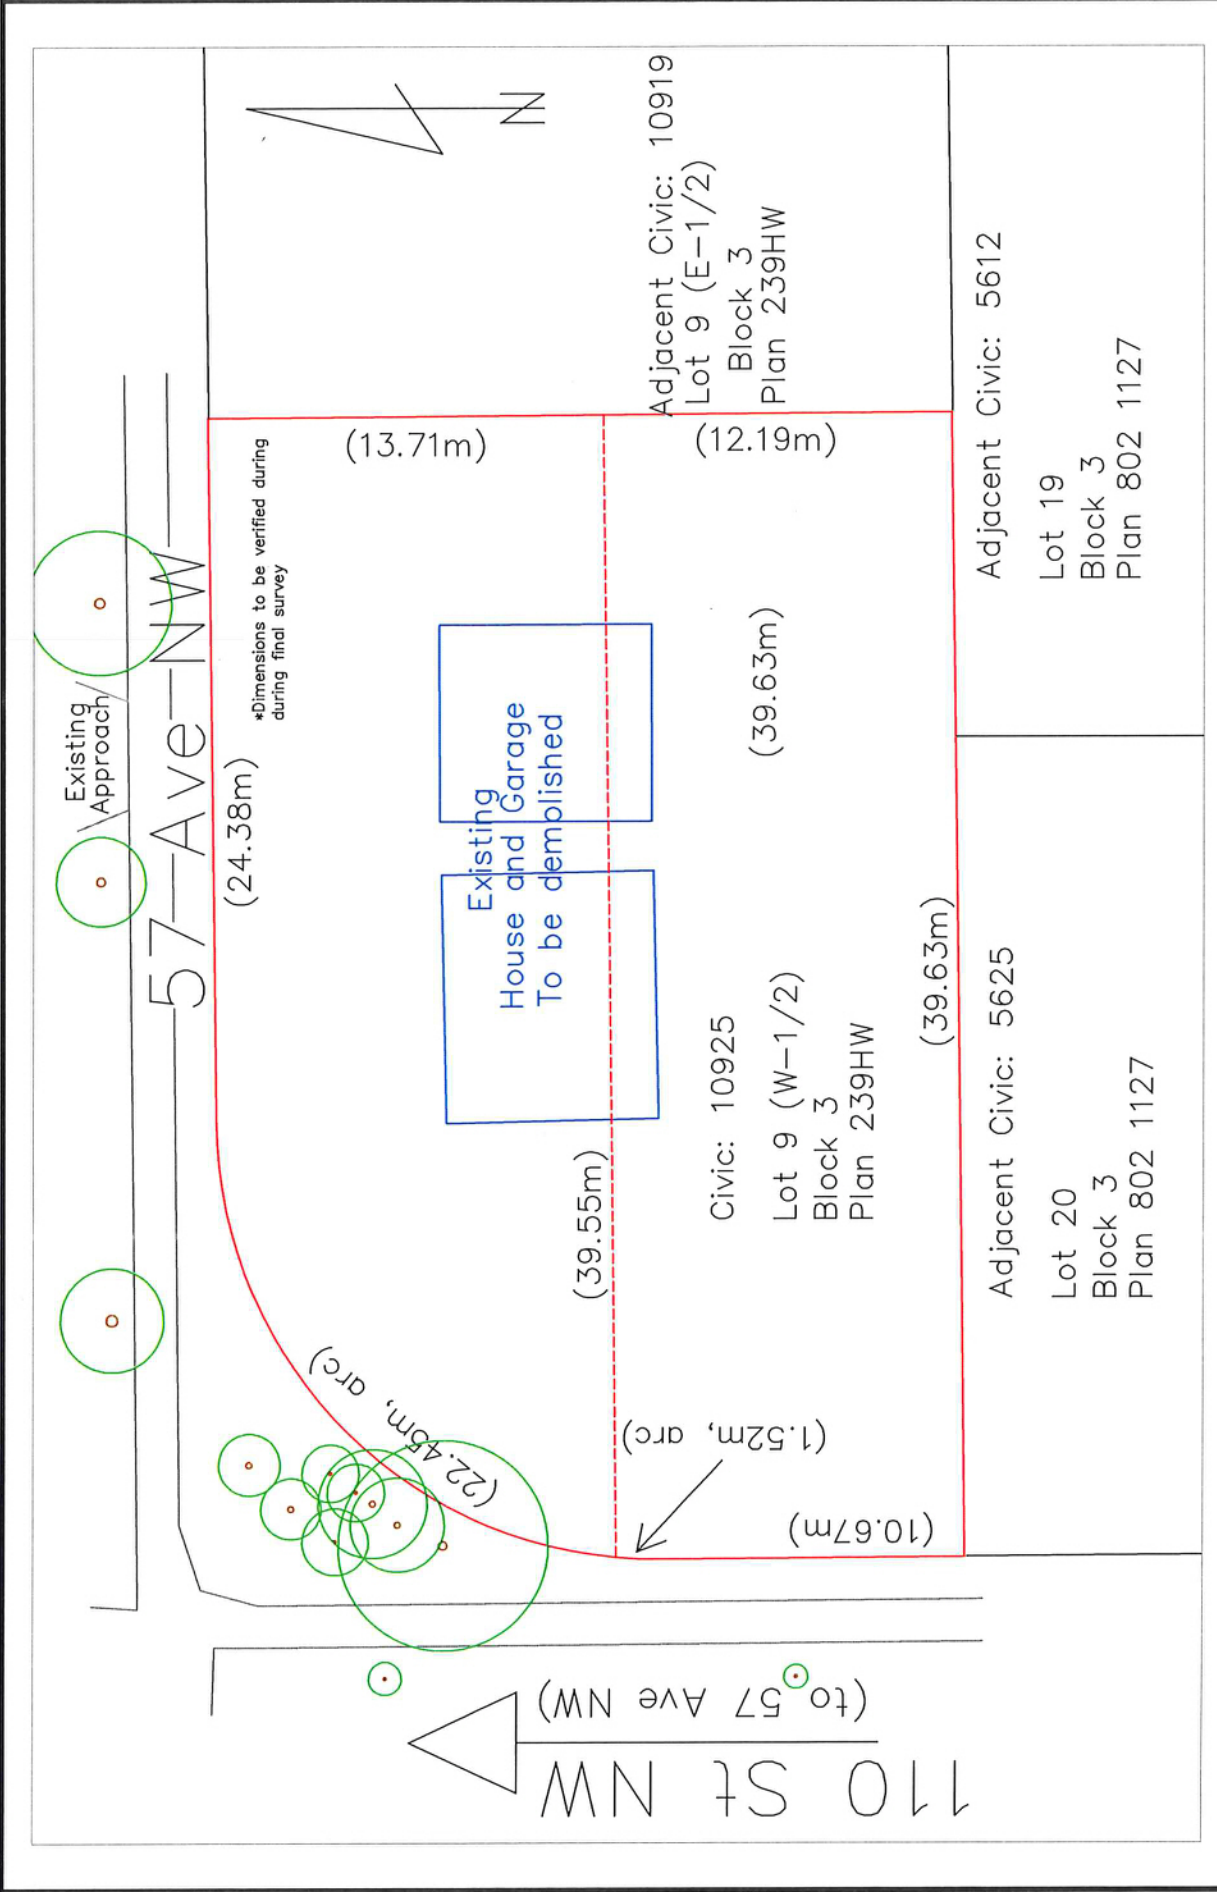 N
Adjacent Civic: 10919
Lot 9 (E-1/2)
Block 3
Plan 239HW
(13.71m)
(12.19m)
*Dimensions to be verified during
during final survey
Existing
Approach
57 Ave NW
(24.38m)
Existing
House and Garage
To be demolished
(39.63m)
(39.63m)
Civic: 10925
Lot 9 (W-1/2)
Block 3
Plan 239HW
(39.55m)
(22.45m, arc)
(1.52m, arc)
(10.67m)
Adjacent Civic: 5612
Lot 19
Block 3
Plan 802 1127
Adjacent Civic: 5625
Lot 20
Block 3
Plan 802 1127
(to 57 Ave NW)
110 St NW